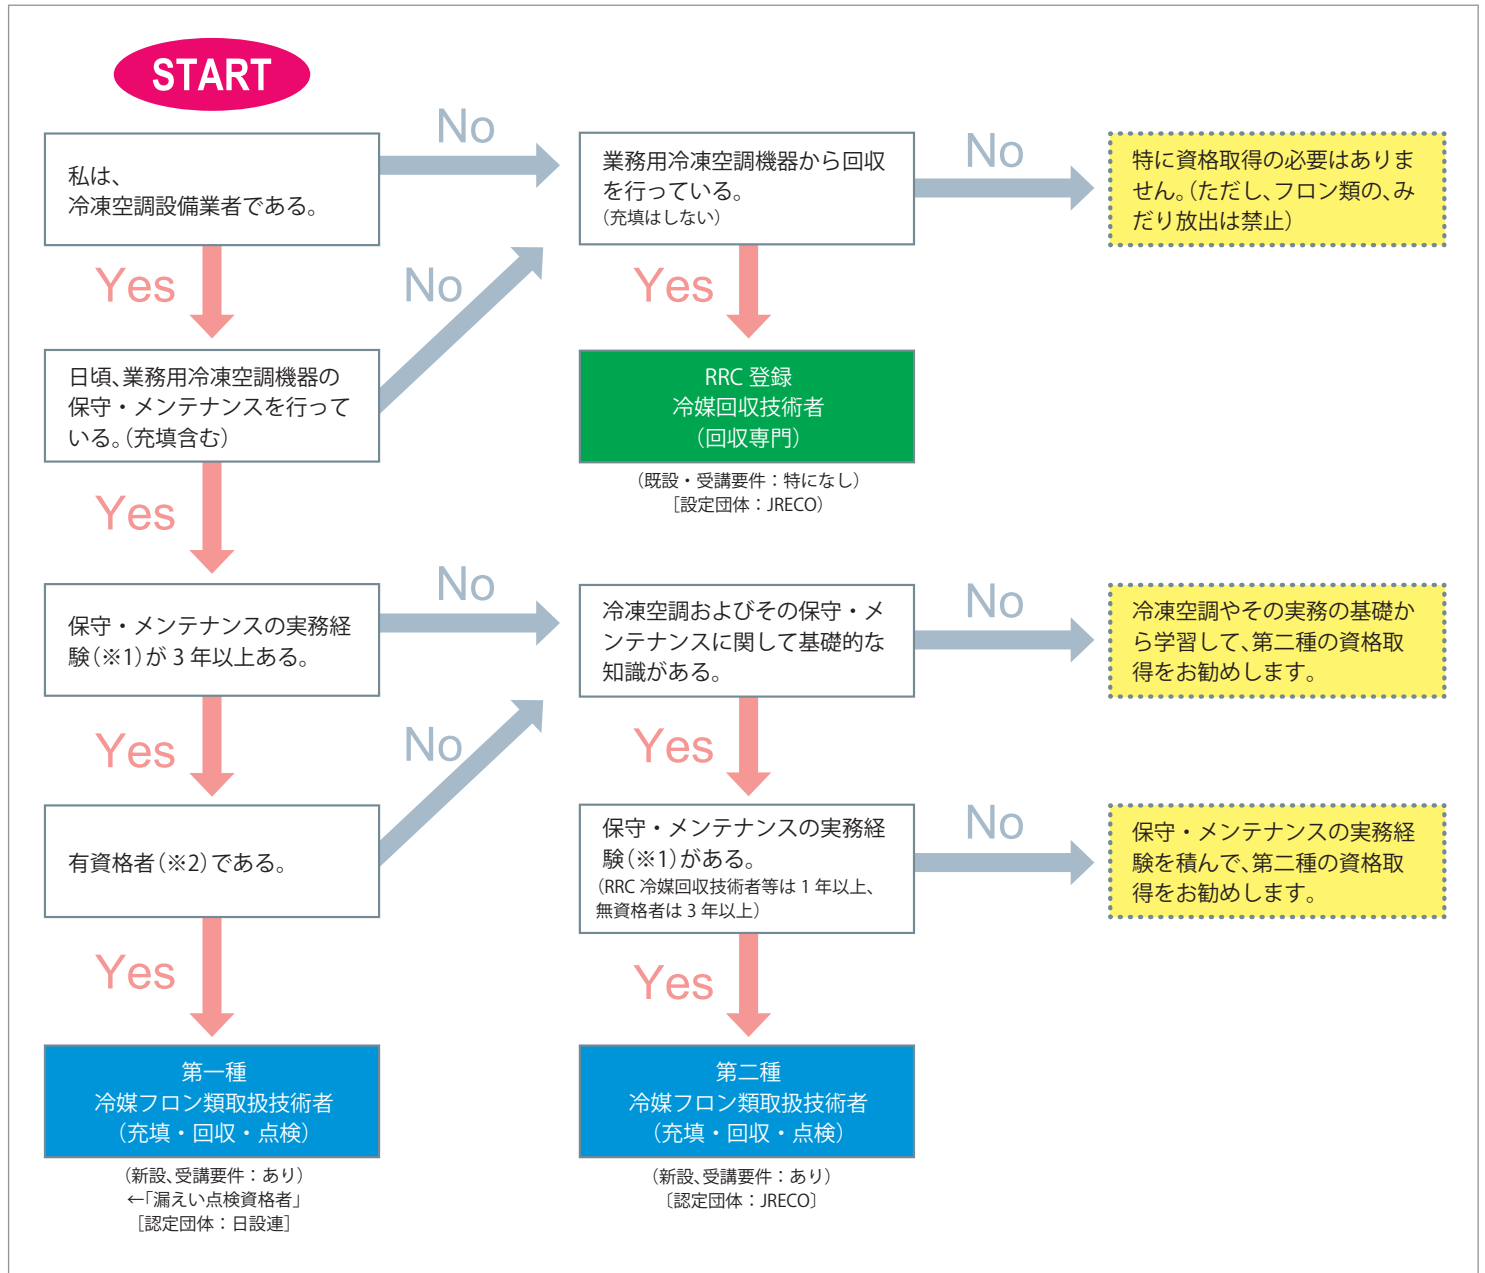 START
私は、
冷凍空調設備業者である。
No
業務用冷凍空調機器から回収
を行っている。
（充填はしない）
No
特に資格取得の必要はありま
せん。（ただし、フロン類の、み
だり放出は禁止）
Yes
No
Yes
日頃、業務用冷凍空調機器の
保守・メンテナンスを行って
いる。（充填含む）
RRC 登録
冷媒回収技術者
（回収専門）
（既設・受講要件：特になし）
［設定団体：JRECO）
Yes
保守・メンテナンスの実務経
験（※1）が 3 年以上ある。
No
冷凍空調およびその保守・メ
ンテナンスに関して基礎的な
知識がある。
No
冷凍空調やその実務の基礎か
ら学習して、第二種の資格取
得をお勧めします。
Yes
No
Yes
有資格者（※2）である。
保守・メンテナンスの実務経
験（※1）がある。
（RRC 冷媒回収技術者等は 1 年以上、
無資格者は 3 年以上）
No
保守・メンテナンスの実務経
験を積んで、第二種の資格取
得をお勧めします。
Yes
Yes
第一種
冷媒フロン類取扱技術者
（充填・回収・点検）
（新設、受講要件：あり）
←「漏えい点検資格者」
［認定団体：日設連］
第二種
冷媒フロン類取扱技術者
（充填・回収・点検）
（新設、受講要件：あり）
〔認定団体：JRECO〕